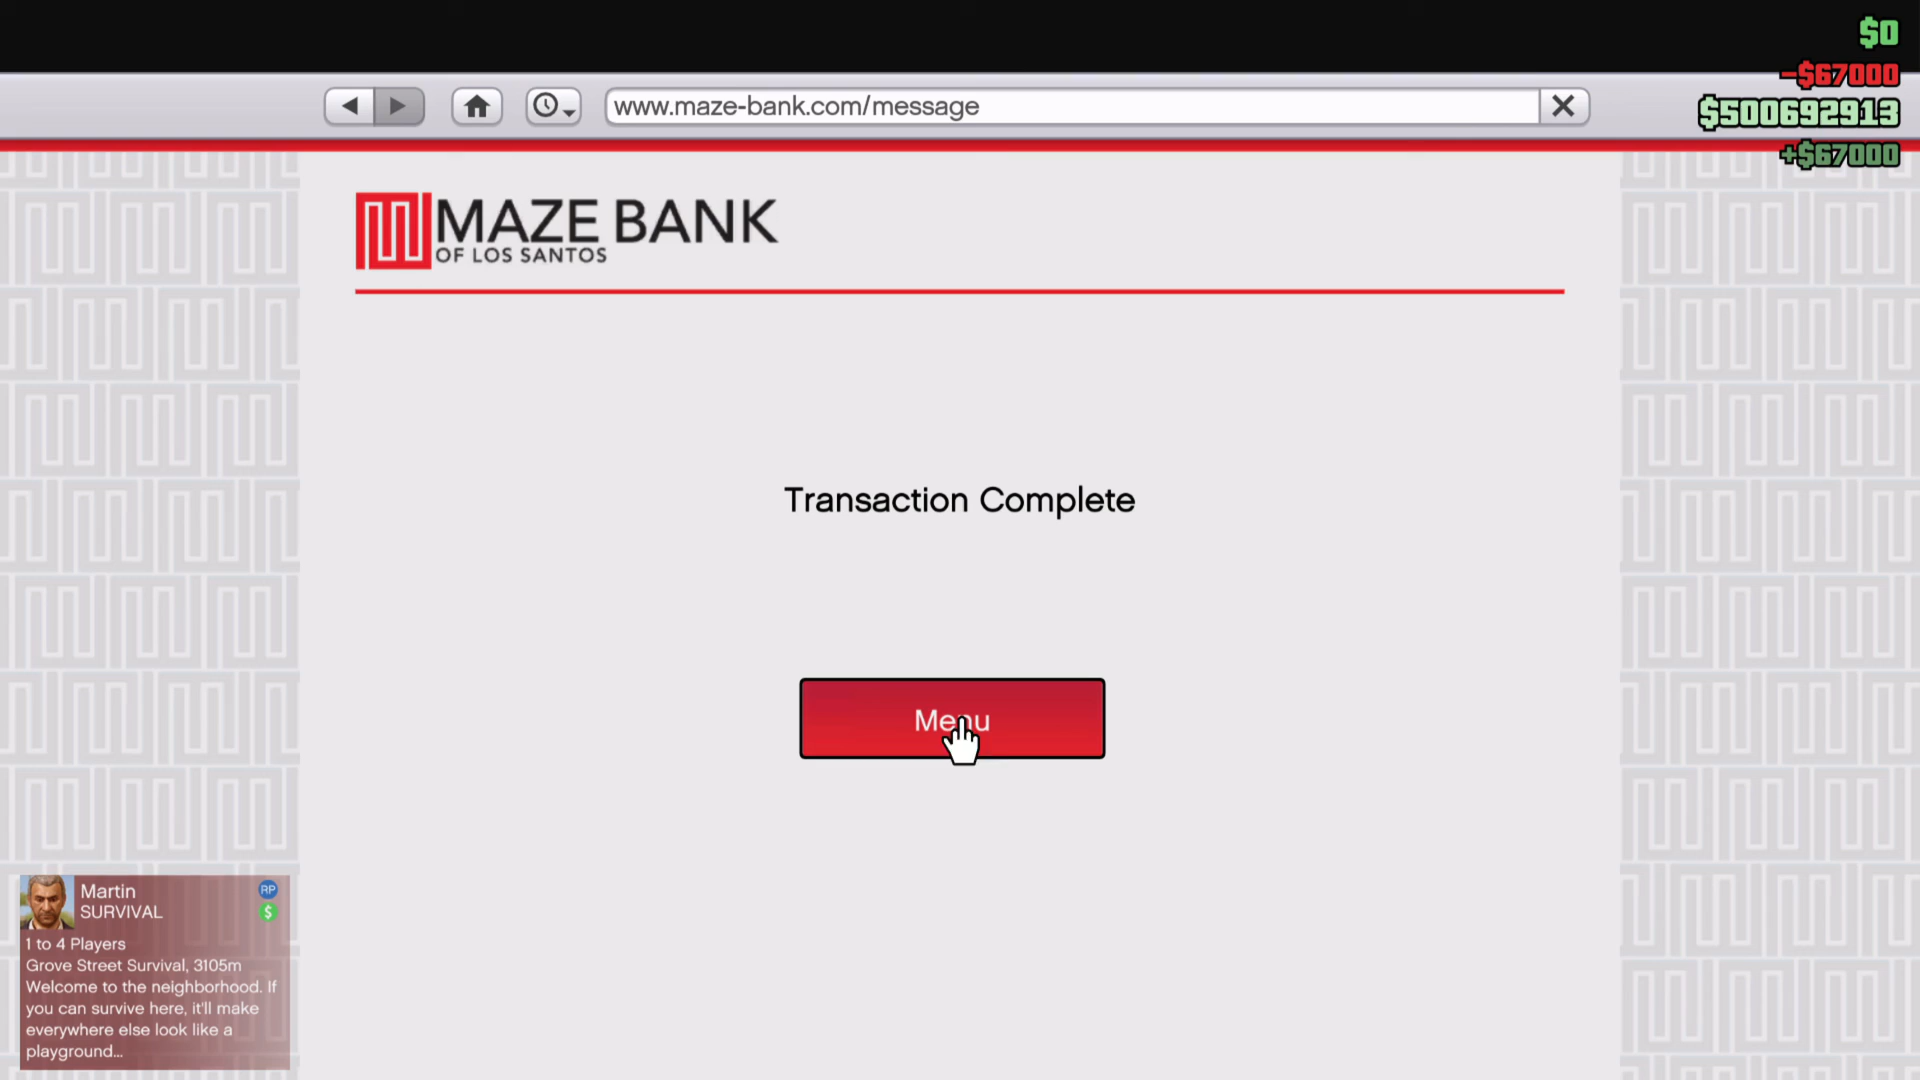 $0
-$67000
www.maze-bank.com/message
$500692913
+$67000
MAZE BANK
OF LOS SANTOS
Transaction Complete
Menu
Martin
RP
SURVIVAL
$
1 to 4 Players
Grove Street Survival, 3105m
Welcome to the neighborhood. If
you can survive here, it'll make
everywhere else look like a
playground...